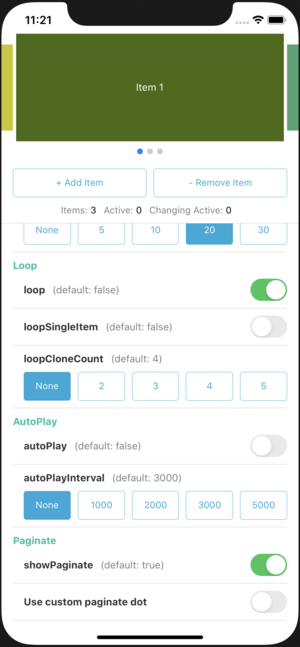 11:21
Item 1
+ Add Item
- Remove Item
Items: 3 Active: 0 Changing Active: 0
None 5 10 20 30
Loop
loop (default: false)
loopSingleItem (default: false)
loopCloneCount (default: 4)
None 2 3 4 5
AutoPlay
autoPlay (default: false)
autoPlayInterval (default: 3000)
None 1000 2000 3000 5000
Paginate
showPaginate (default: true)
Use custom paginate dot